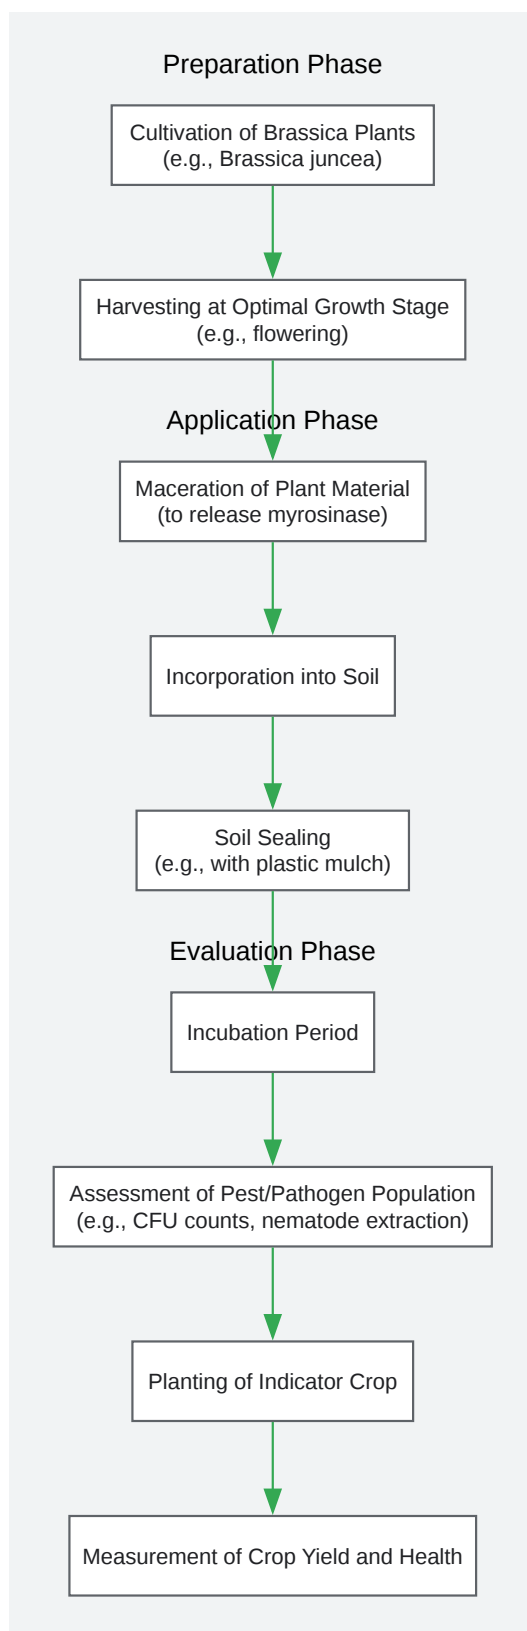 Preparation Phase
Cultivation of Brassica Plants
(e.g., Brassica juncea)
Harvesting at Optimal Growth Stage
(e.g., flowering)
Application Phase
Maceration of Plant Material
(to release myrosinase)
Incorporation into Soil
Soil Sealing
(e.g., with plastic mulch)
Evaluation Phase
Incubation Period
Assessment of Pest/Pathogen Population
(e.g., CFU counts, nematode extraction)
Planting of Indicator Crop
Measurement of Crop Yield and Health